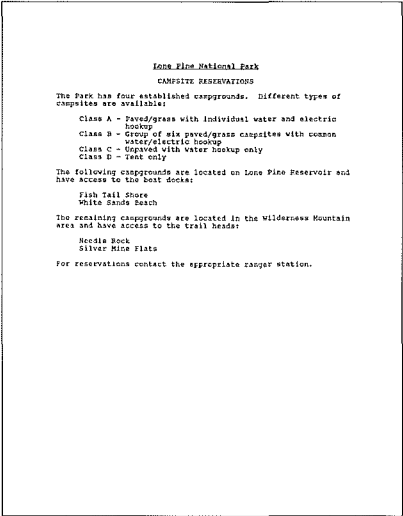 Lone Pine National Park
CAMPSITE RESERVATIONS
The Park has four established campgrounds. Different types of
campsites are available:
Class A - Paved/grass with individual water and electric
hookup
Class B - Group of six paved/grass campsites with common
water/electric hookup
Class C - Unpaved with water hookup only
Class D - Tent only
The following campgrounds are located on Lone Pine Reservoir and
have access to the boat docks:
Fish Tail Shore
White Sands Beach
The remaining campgrounds are located in the Wilderness Mountain
area and have access to the trail heads:
Needle Rock
Silver Mine Flats
For reservations contact the appropriate ranger station.